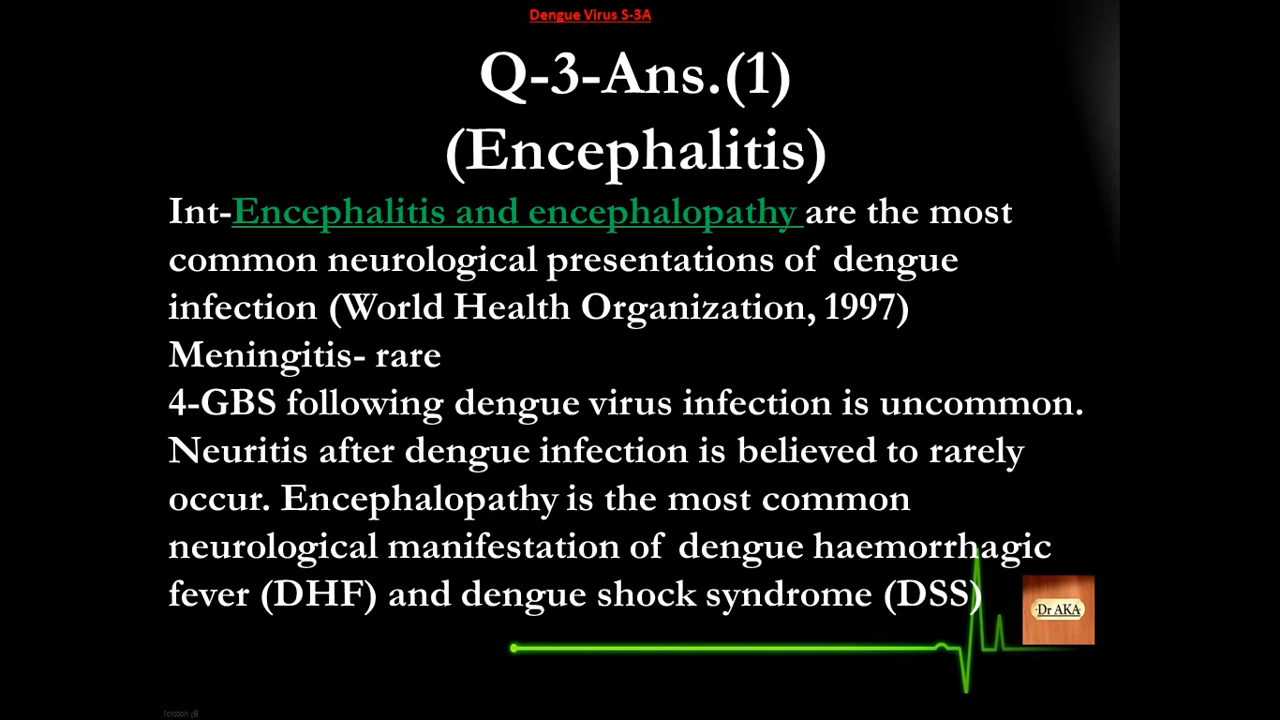 Dengue Virus S-3A
Q-3-Ans.(1)
(Encephalitis)
Int-Encephalitis and encephalopathy are the most
common neurological presentations of dengue
infection (World Health Organization, 1997)
Meningitis- rare
4-GBS following dengue virus infection is uncommon.
Neuritis after dengue infection is believed to rarely
occur. Encephalopathy is the most common
neurological manifestation of dengue haemorrhagic
fever (DHF) and dengue shock syndrome (DSS)
Dr AKA